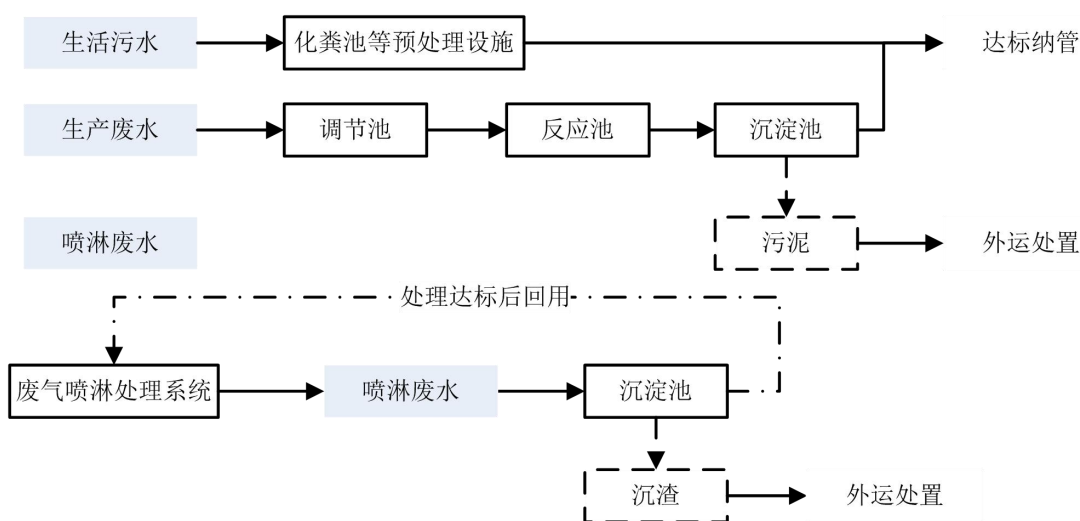 生活污水
化粪池等预处理设施
达标纳管
生产废水
调节池
反应池
沉淀池
喷淋废水
污泥
外运处置
处理达标后回用
废气喷淋处理系统
喷淋废水
沉淀池
沉渣
外运处置